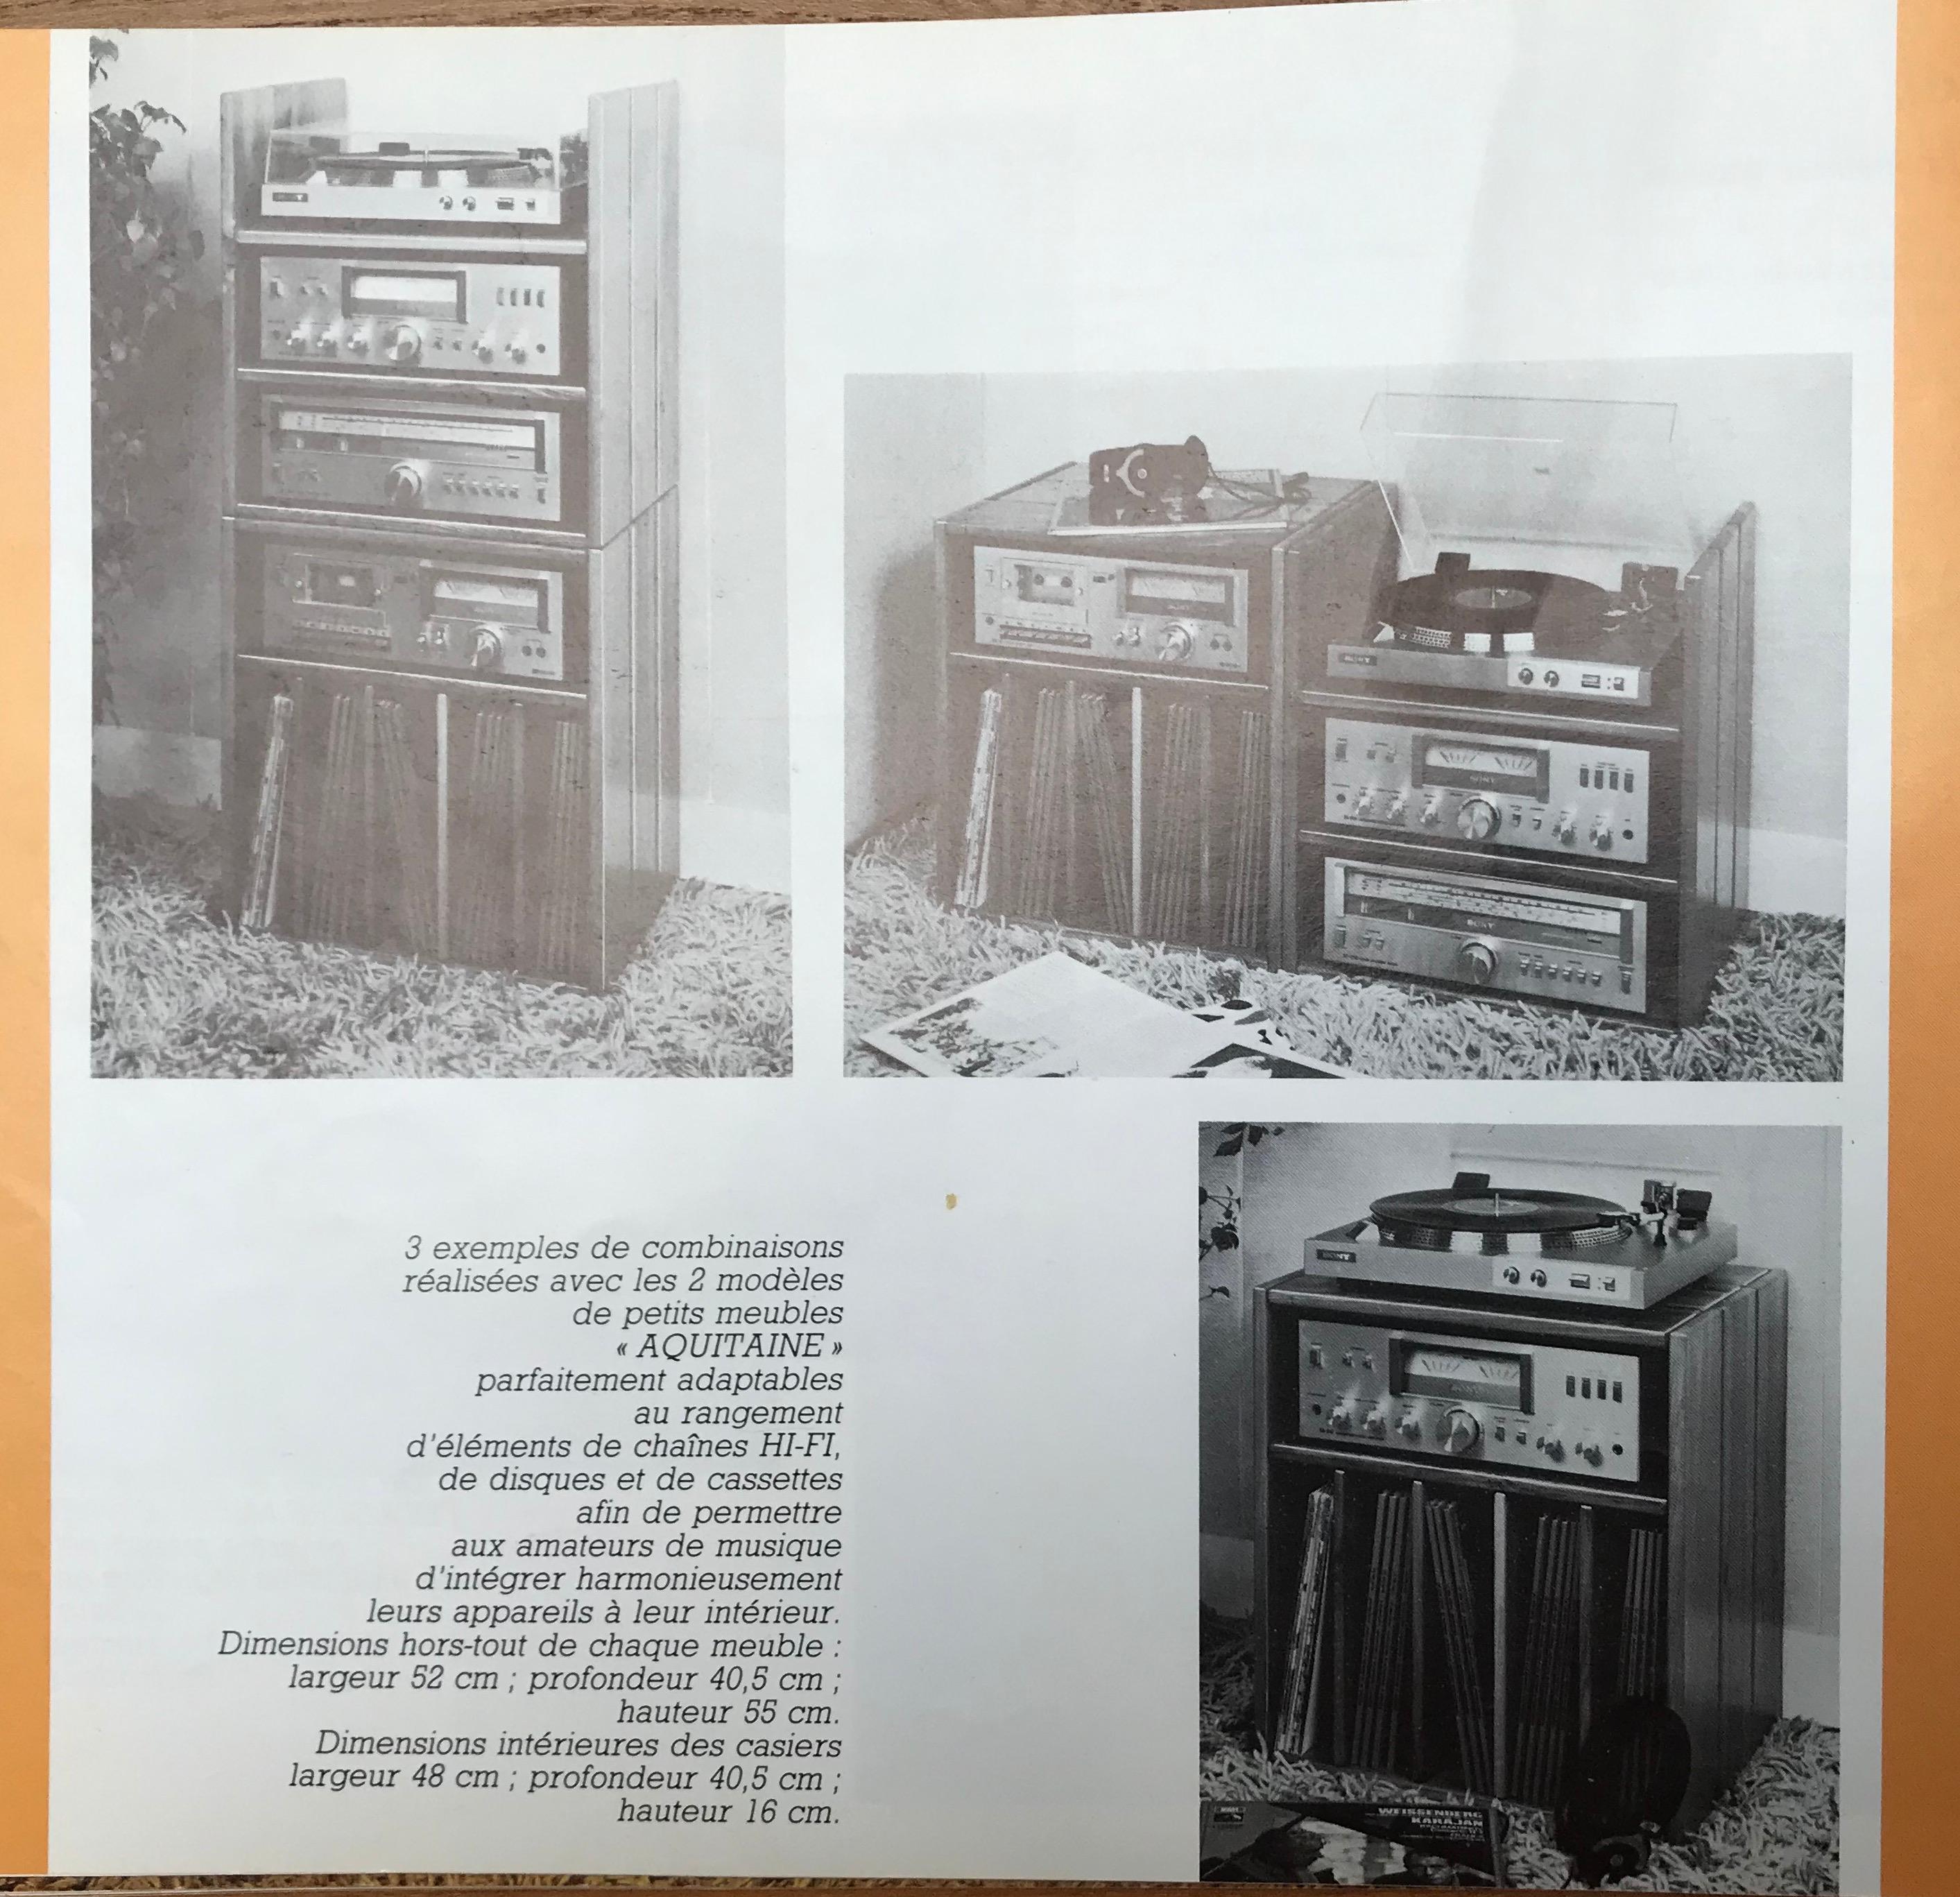 SONY
SONY
SONY
SONY
3 exemples de combinaisons
réalisées avec les 2 modèles
de petits meubles
« AQUITAINE »
parfaitement adaptables
au rangement
d'éléments de chaînes HI-FI,
de disques et de cassettes
afin de permettre
aux amateurs de musique
d'intégrer harmonieusement
leurs appareils à leur intérieur.
Dimensions hors-tout de chaque meuble :
largeur 52 cm ; profondeur 40,5 cm ;
hauteur 55 cm.
Dimensions intérieures des casiers
largeur 48 cm ; profondeur 40,5 cm ;
hauteur 16 cm.
SONY
WEISSENBERG
KARAJAN